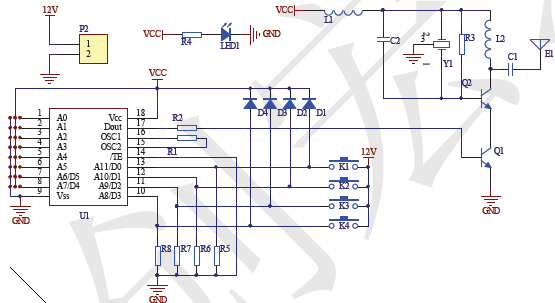 12V
P2
1
2
VCC
R4
LED1
GND
VCC
L1
C2
Y1
R3
L2
C1
E1
Q2
Q1
GND
VCC
D4
D3
D2
D1
1 A0 Vcc 18
2 A1 Dout 17
3 A2 OSC1 16
4 A3 OSC2 15
5 A4 /TE 14
6 A5 A11/D0 13
7 A6/D5 A10/D1 12
8 A7/D4 A9/D2 11
9 Vss A8/D3 10
U1
GND
R2
R1
12V
K1
K2
K3
K4
R8
R7
R6
R5
GND